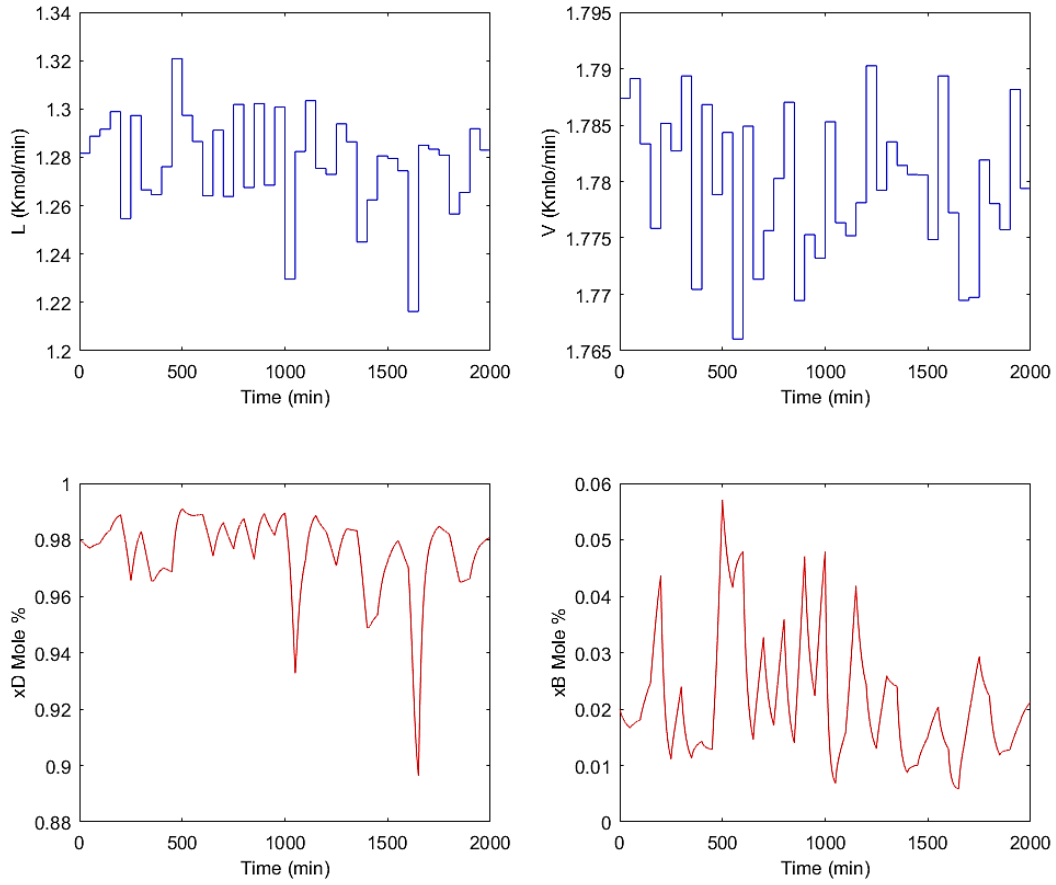 1.34
1.32
1.3
1.28
1.26
1.24
1.22
1.2
L (Kmol/min)
0 500 1000 1500 2000
Time (min)
1.795
1.79
1.785
1.78
1.775
1.77
1.765
V (Kmlo/min)
0 500 1000 1500 2000
Time (min)
1
0.98
0.96
0.94
0.92
0.9
0.88
xD Mole %
0 500 1000 1500 2000
Time (min)
0.06
0.05
0.04
0.03
0.02
0.01
0
xB Mole %
0 500 1000 1500 2000
Time (min)